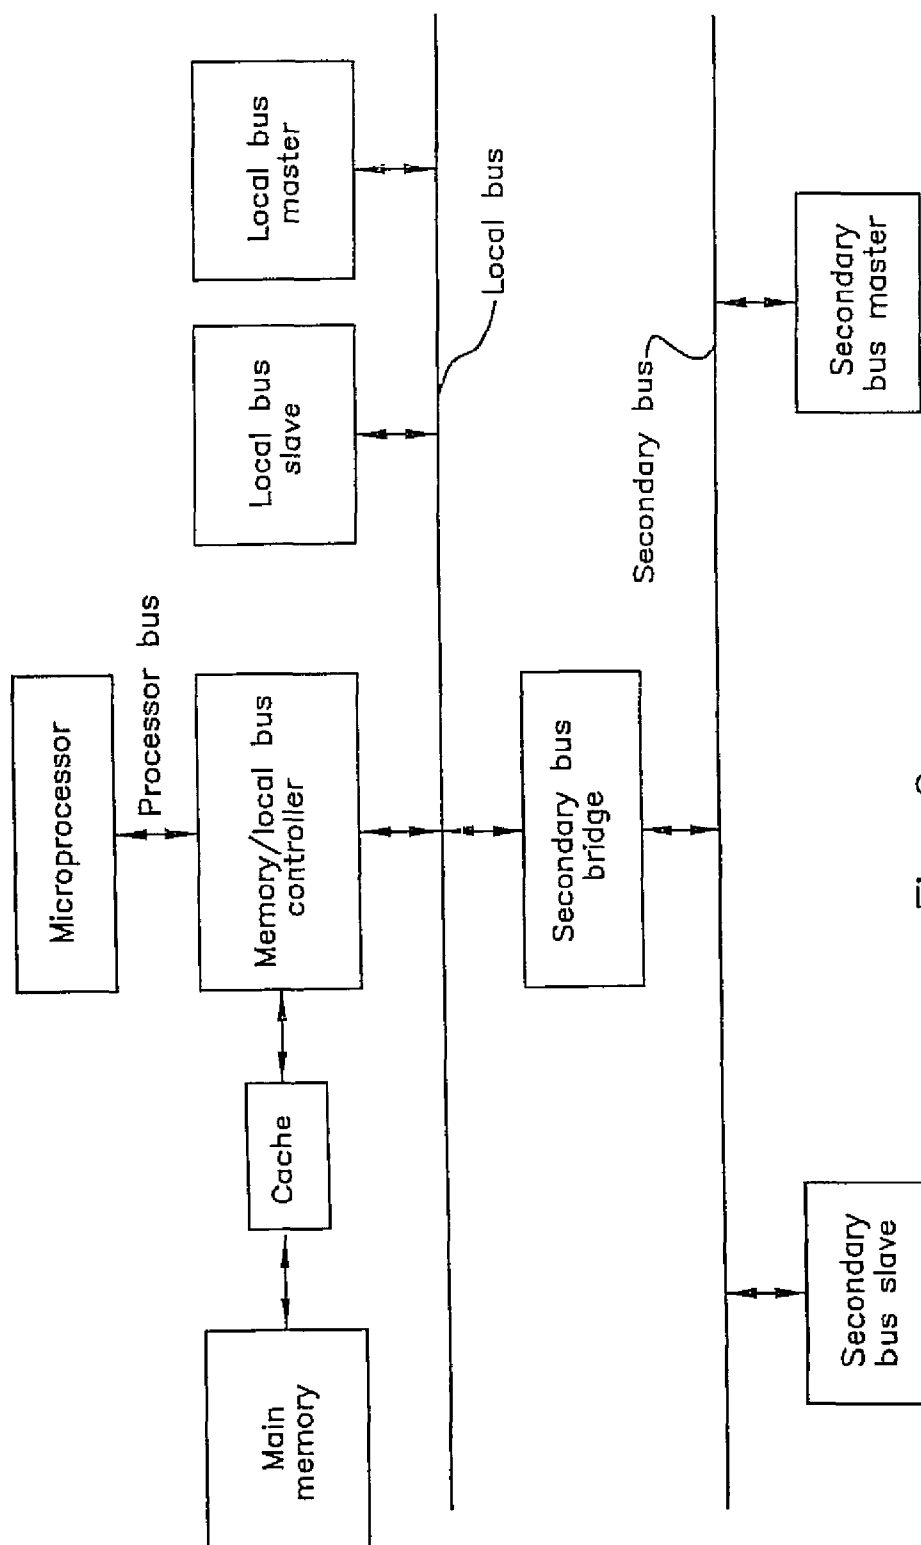 Microprocessor
Processor bus
Main
memory
Cache
Memory/local bus
controller
Local bus
slave
Local bus
master
Local bus
Secondary bus
bridge
Secondary bus
Secondary
bus slave
Secondary
bus master